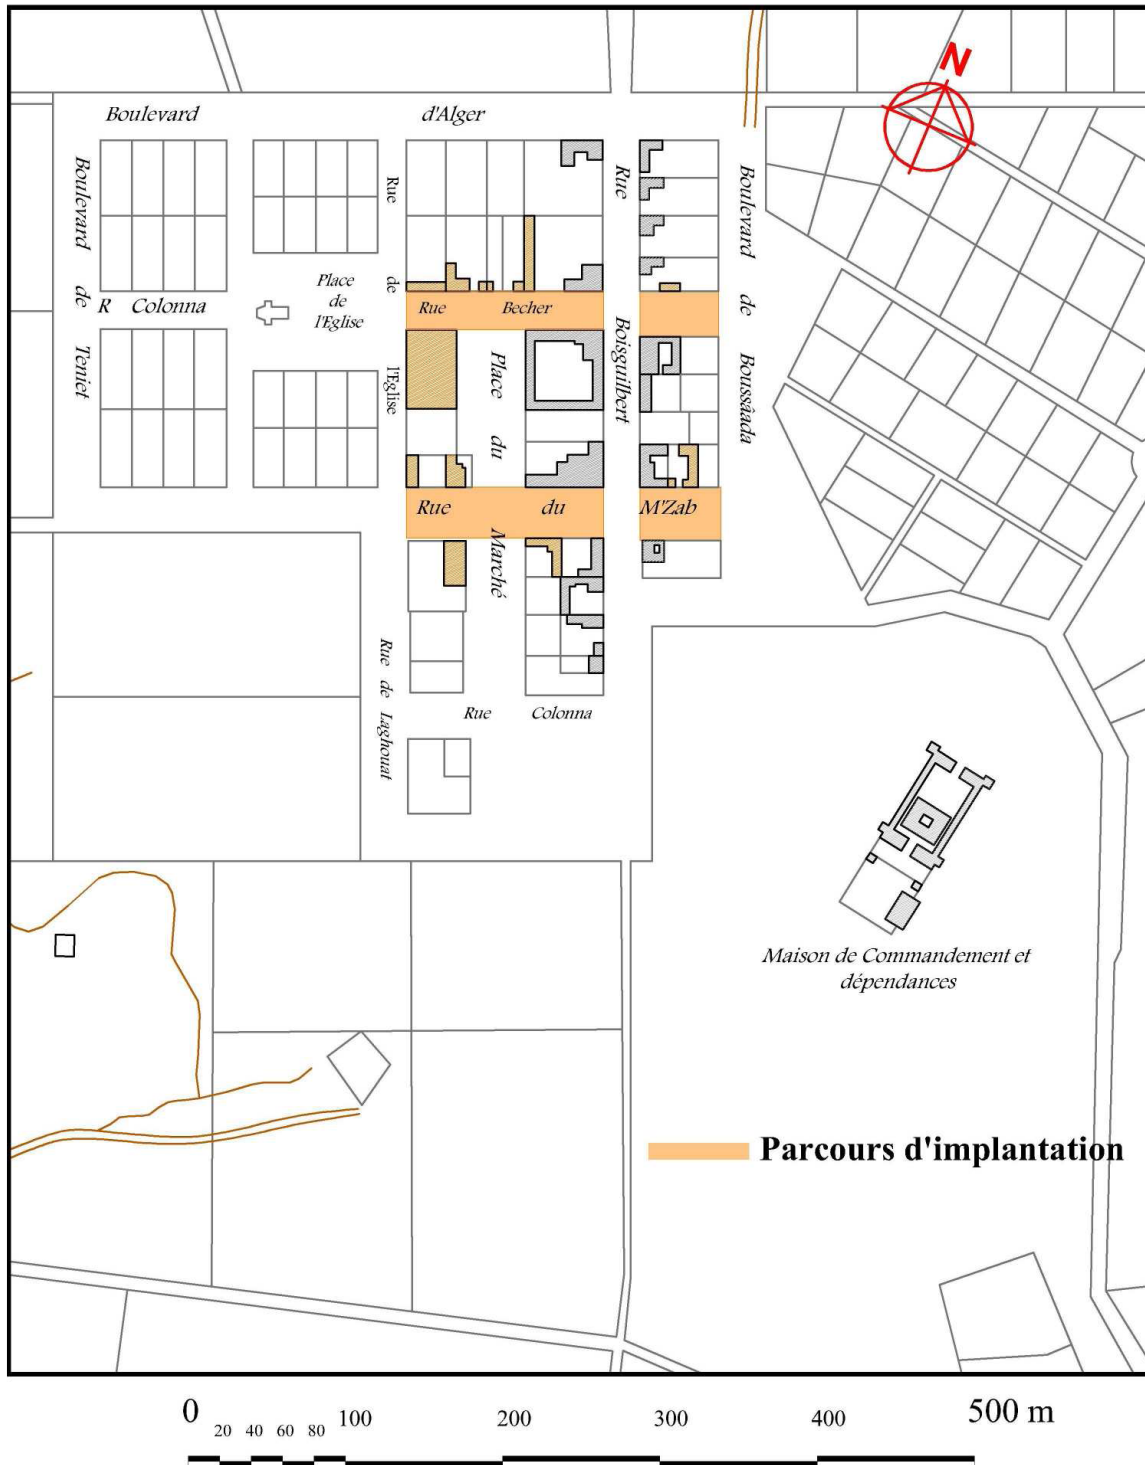 N
Boulevard d'Alger
Boulevard de Teniet
Rue de l'Eglise
Rue Boisguilbert
Boulevard de Boussâada
Place
de
l'Eglise
R Colonna
Rue Becher
Place du Marché
Rue du M'Zab
Rue de Laghouat
Rue Colonna
Maison de Commandement et
dépendances
Parcours d'implantation
0 20 40 60 80 100 200 300 400 500 m